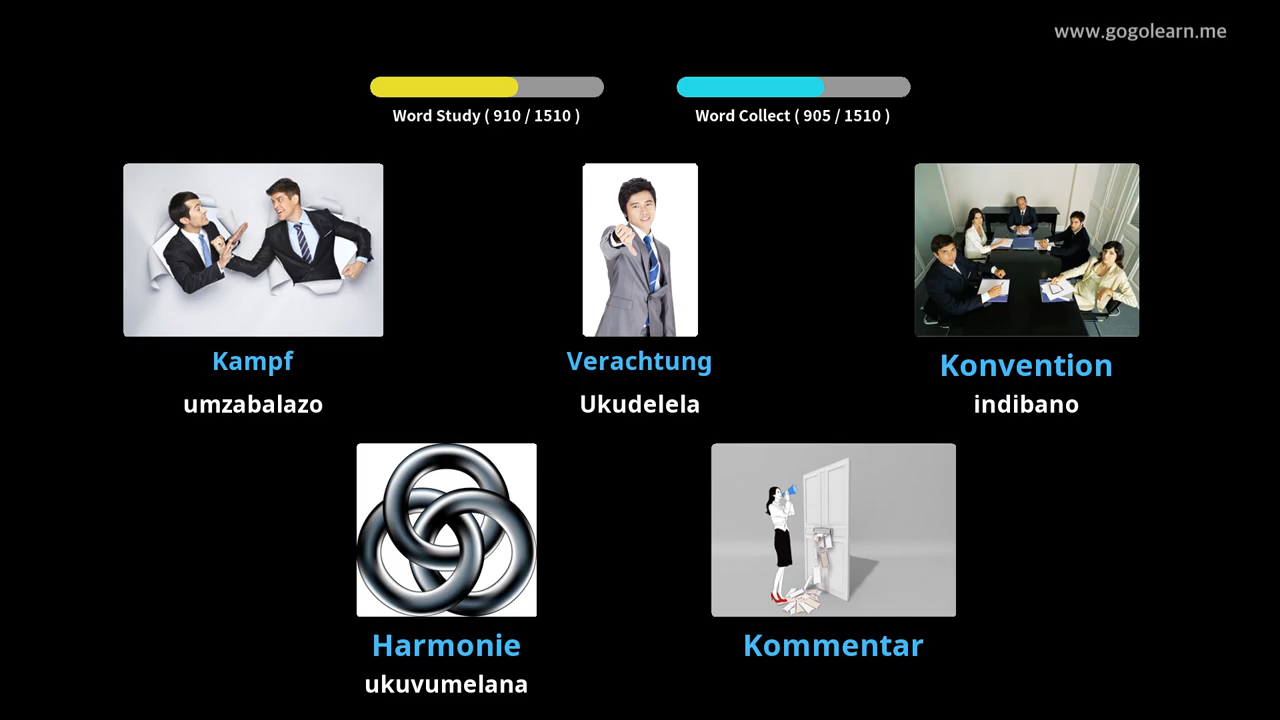 www.gogolearn.me
Word Study ( 910 / 1510 )
Word Collect ( 905 / 1510 )
Kampf
umzabalazo
Verachtung
Ukudelela
Konvention
indibano
Harmonie
ukuvumelana
Kommentar